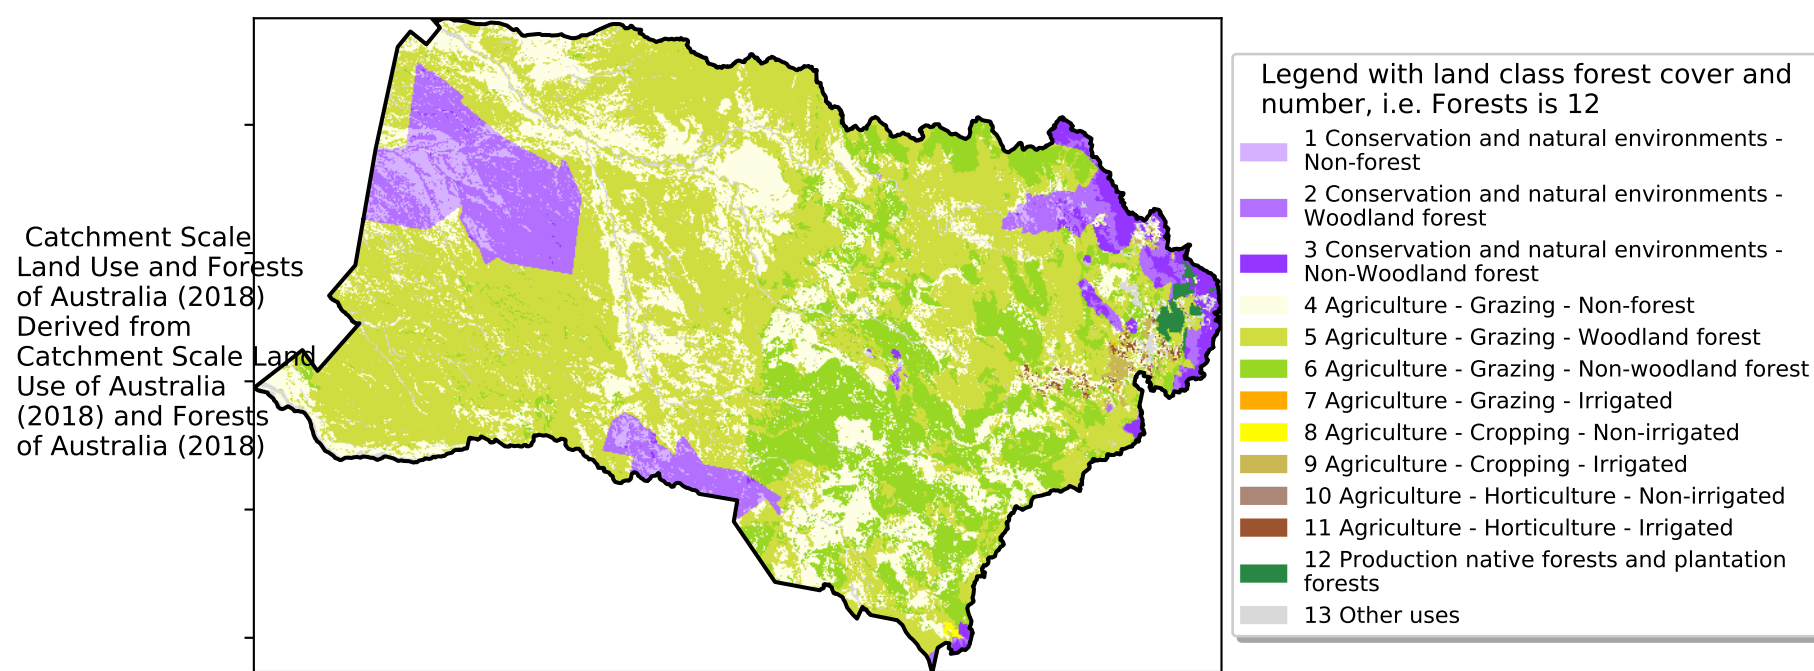 Catchment Scale
Land Use and Forests
of Australia (2018)
Derived from
Catchment Scale Land
Use of Australia
(2018) and Forests
of Australia (2018)
Legend with land class forest cover and
number, i.e. Forests is 12
1 Conservation and natural environments -
Non-forest
2 Conservation and natural environments -
Woodland forest
3 Conservation and natural environments -
Non-Woodland forest
4 Agriculture - Grazing - Non-forest
5 Agriculture - Grazing - Woodland forest
6 Agriculture - Grazing - Non-woodland forest
7 Agriculture - Grazing - Irrigated
8 Agriculture - Cropping - Non-irrigated
9 Agriculture - Cropping - Irrigated
10 Agriculture - Horticulture - Non-irrigated
11 Agriculture - Horticulture - Irrigated
12 Production native forests and plantation
forests
13 Other uses